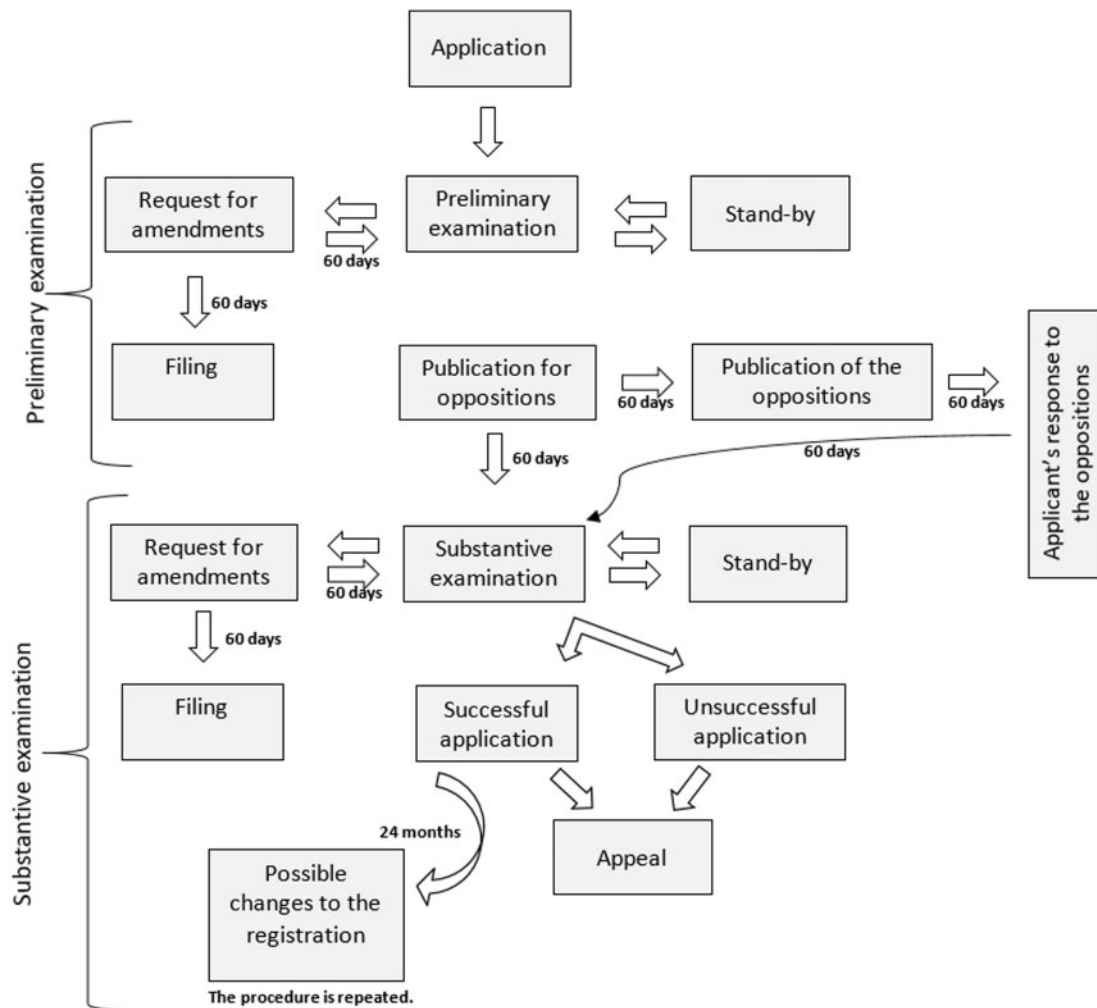 Application
Preliminary examination
Request for
amendments
Preliminary
examination
Stand-by
60 days
60 days
Filing
Publication for
oppositions
60 days
Publication of the
oppositions
60 days
Applicant's response to
the oppositions
60 days
60 days
Substantive examination
Request for
amendments
Substantive
examination
Stand-by
60 days
60 days
Filing
Successful
application
Unsuccessful
application
24 months
Appeal
Possible
changes to the
registration
The procedure is repeated.